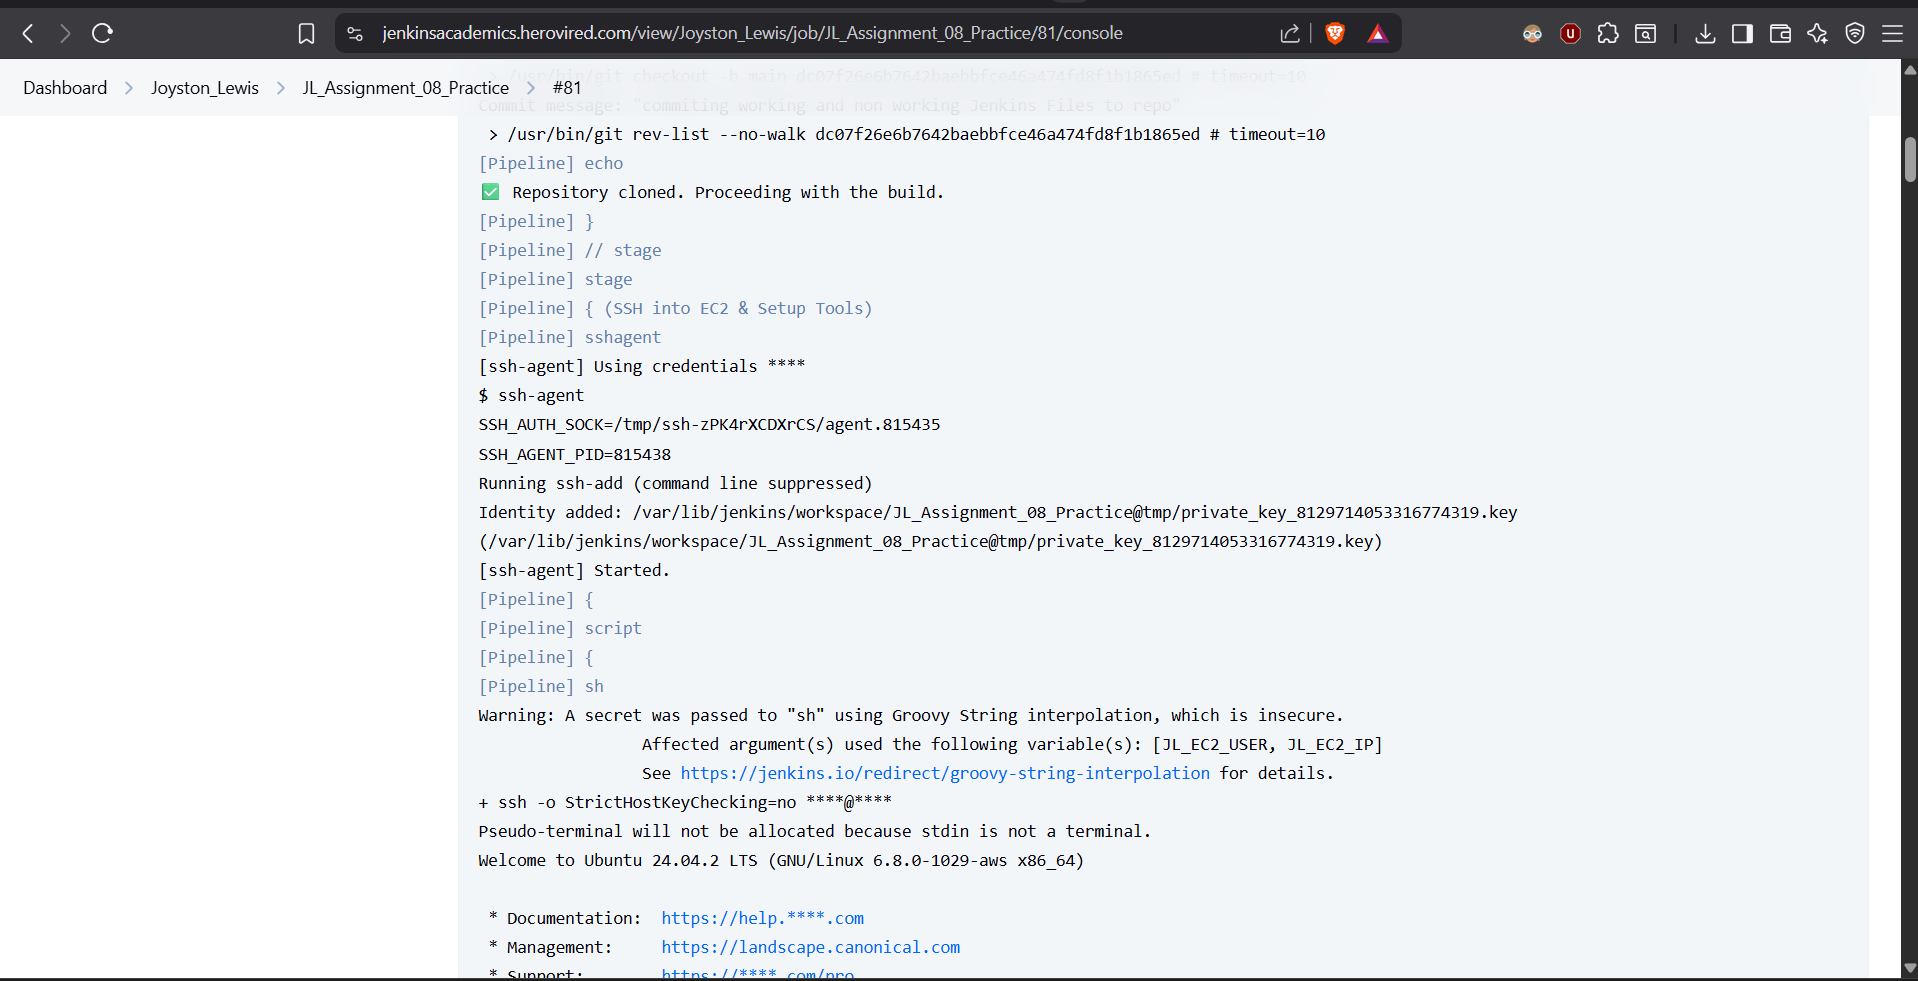 jenkinsacademics.herovired.com/view/Joyston_Lewis/job/JL_Assignment_08_Practice/81/console
Dashboard > Joyston_Lewis > JL_Assignment_08_Practice > #81
> /usr/bin/git checkout -b main dc07f26e6b7642baebbfce46a474fd8f1b1865ed # timeout=10
Commit message: "commiting working and non working Jenkins Files to repo"
> /usr/bin/git rev-list --no-walk dc07f26e6b7642baebbfce46a474fd8f1b1865ed # timeout=10
[Pipeline] echo
✅ Repository cloned. Proceeding with the build.
[Pipeline] }
[Pipeline] // stage
[Pipeline] stage
[Pipeline] { (SSH into EC2 & Setup Tools)
[Pipeline] sshagent
[ssh-agent] Using credentials ****
$ ssh-agent
SSH_AUTH_SOCK=/tmp/ssh-zPK4rXCDXrCS/agent.815435
SSH_AGENT_PID=815438
Running ssh-add (command line suppressed)
Identity added: /var/lib/jenkins/workspace/JL_Assignment_08_Practice@tmp/private_key_8129714053316774319.key
(/var/lib/jenkins/workspace/JL_Assignment_08_Practice@tmp/private_key_8129714053316774319.key)
[ssh-agent] Started.
[Pipeline] {
[Pipeline] script
[Pipeline] {
[Pipeline] sh
Warning: A secret was passed to "sh" using Groovy String interpolation, which is insecure.
Affected argument(s) used the following variable(s): [JL_EC2_USER, JL_EC2_IP]
See https://jenkins.io/redirect/groovy-string-interpolation for details.
+ ssh -o StrictHostKeyChecking=no ****@****
Pseudo-terminal will not be allocated because stdin is not a terminal.
Welcome to Ubuntu 24.04.2 LTS (GNU/Linux 6.8.0-1029-aws x86_64)
* Documentation: https://help.****.com
* Management: https://landscape.canonical.com
* Support: https://****.com/pro